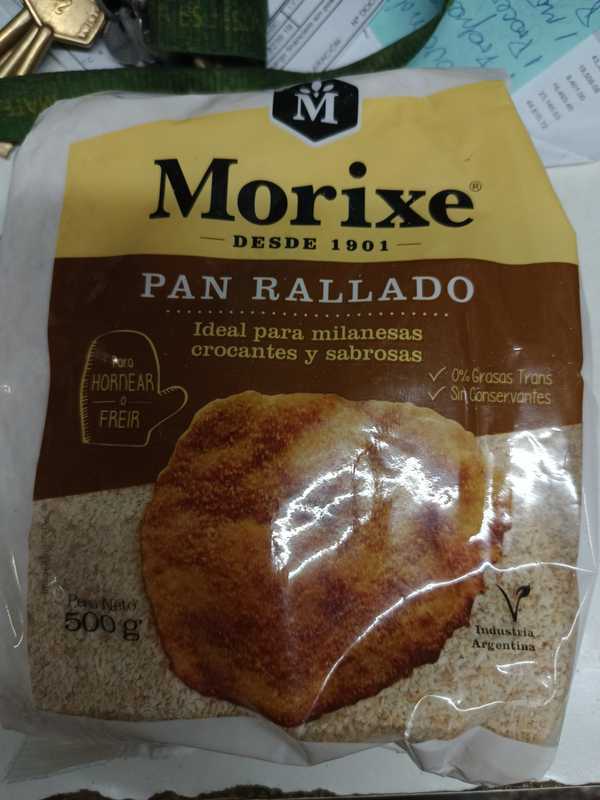 M
Morixe®
DESDE 1901
PAN RALLADO
Ideal para milanesas
crocantes y sabrosas
para
HORNEAR
o
FREIR
✓ 0% Grasas Trans
✓ Sin Conservantes
Peso Neto
500 g
Industria
Argentina